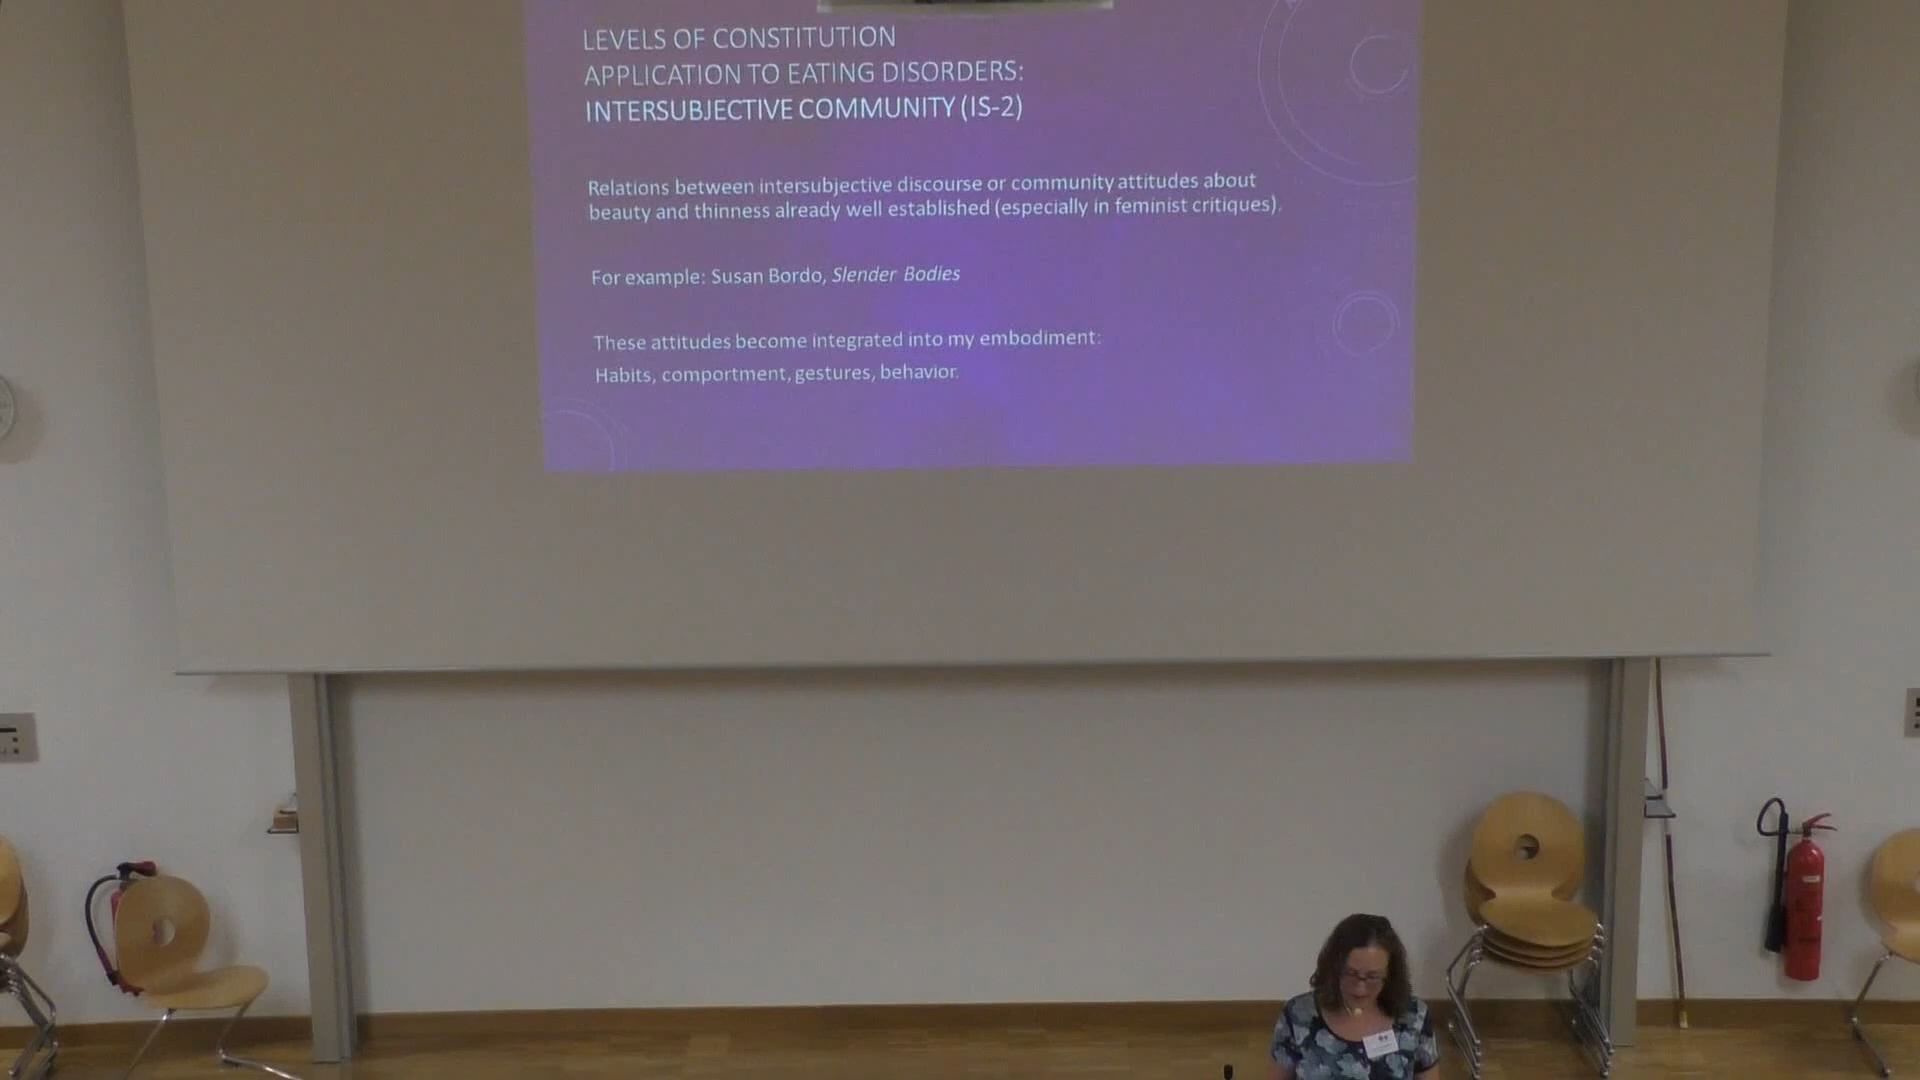 LEVELS OF CONSTITUTION
APPLICATION TO EATING DISORDERS:
INTERSUBJECTIVE COMMUNITY (IS-2)
Relations between intersubjective discourse or community attitudes about
beauty and thinness already well established (especially in feminist critiques).
For example: Susan Bordo, Slender Bodies
These attitudes become integrated into my embodiment:
Habits, comportment, gestures, behavior.